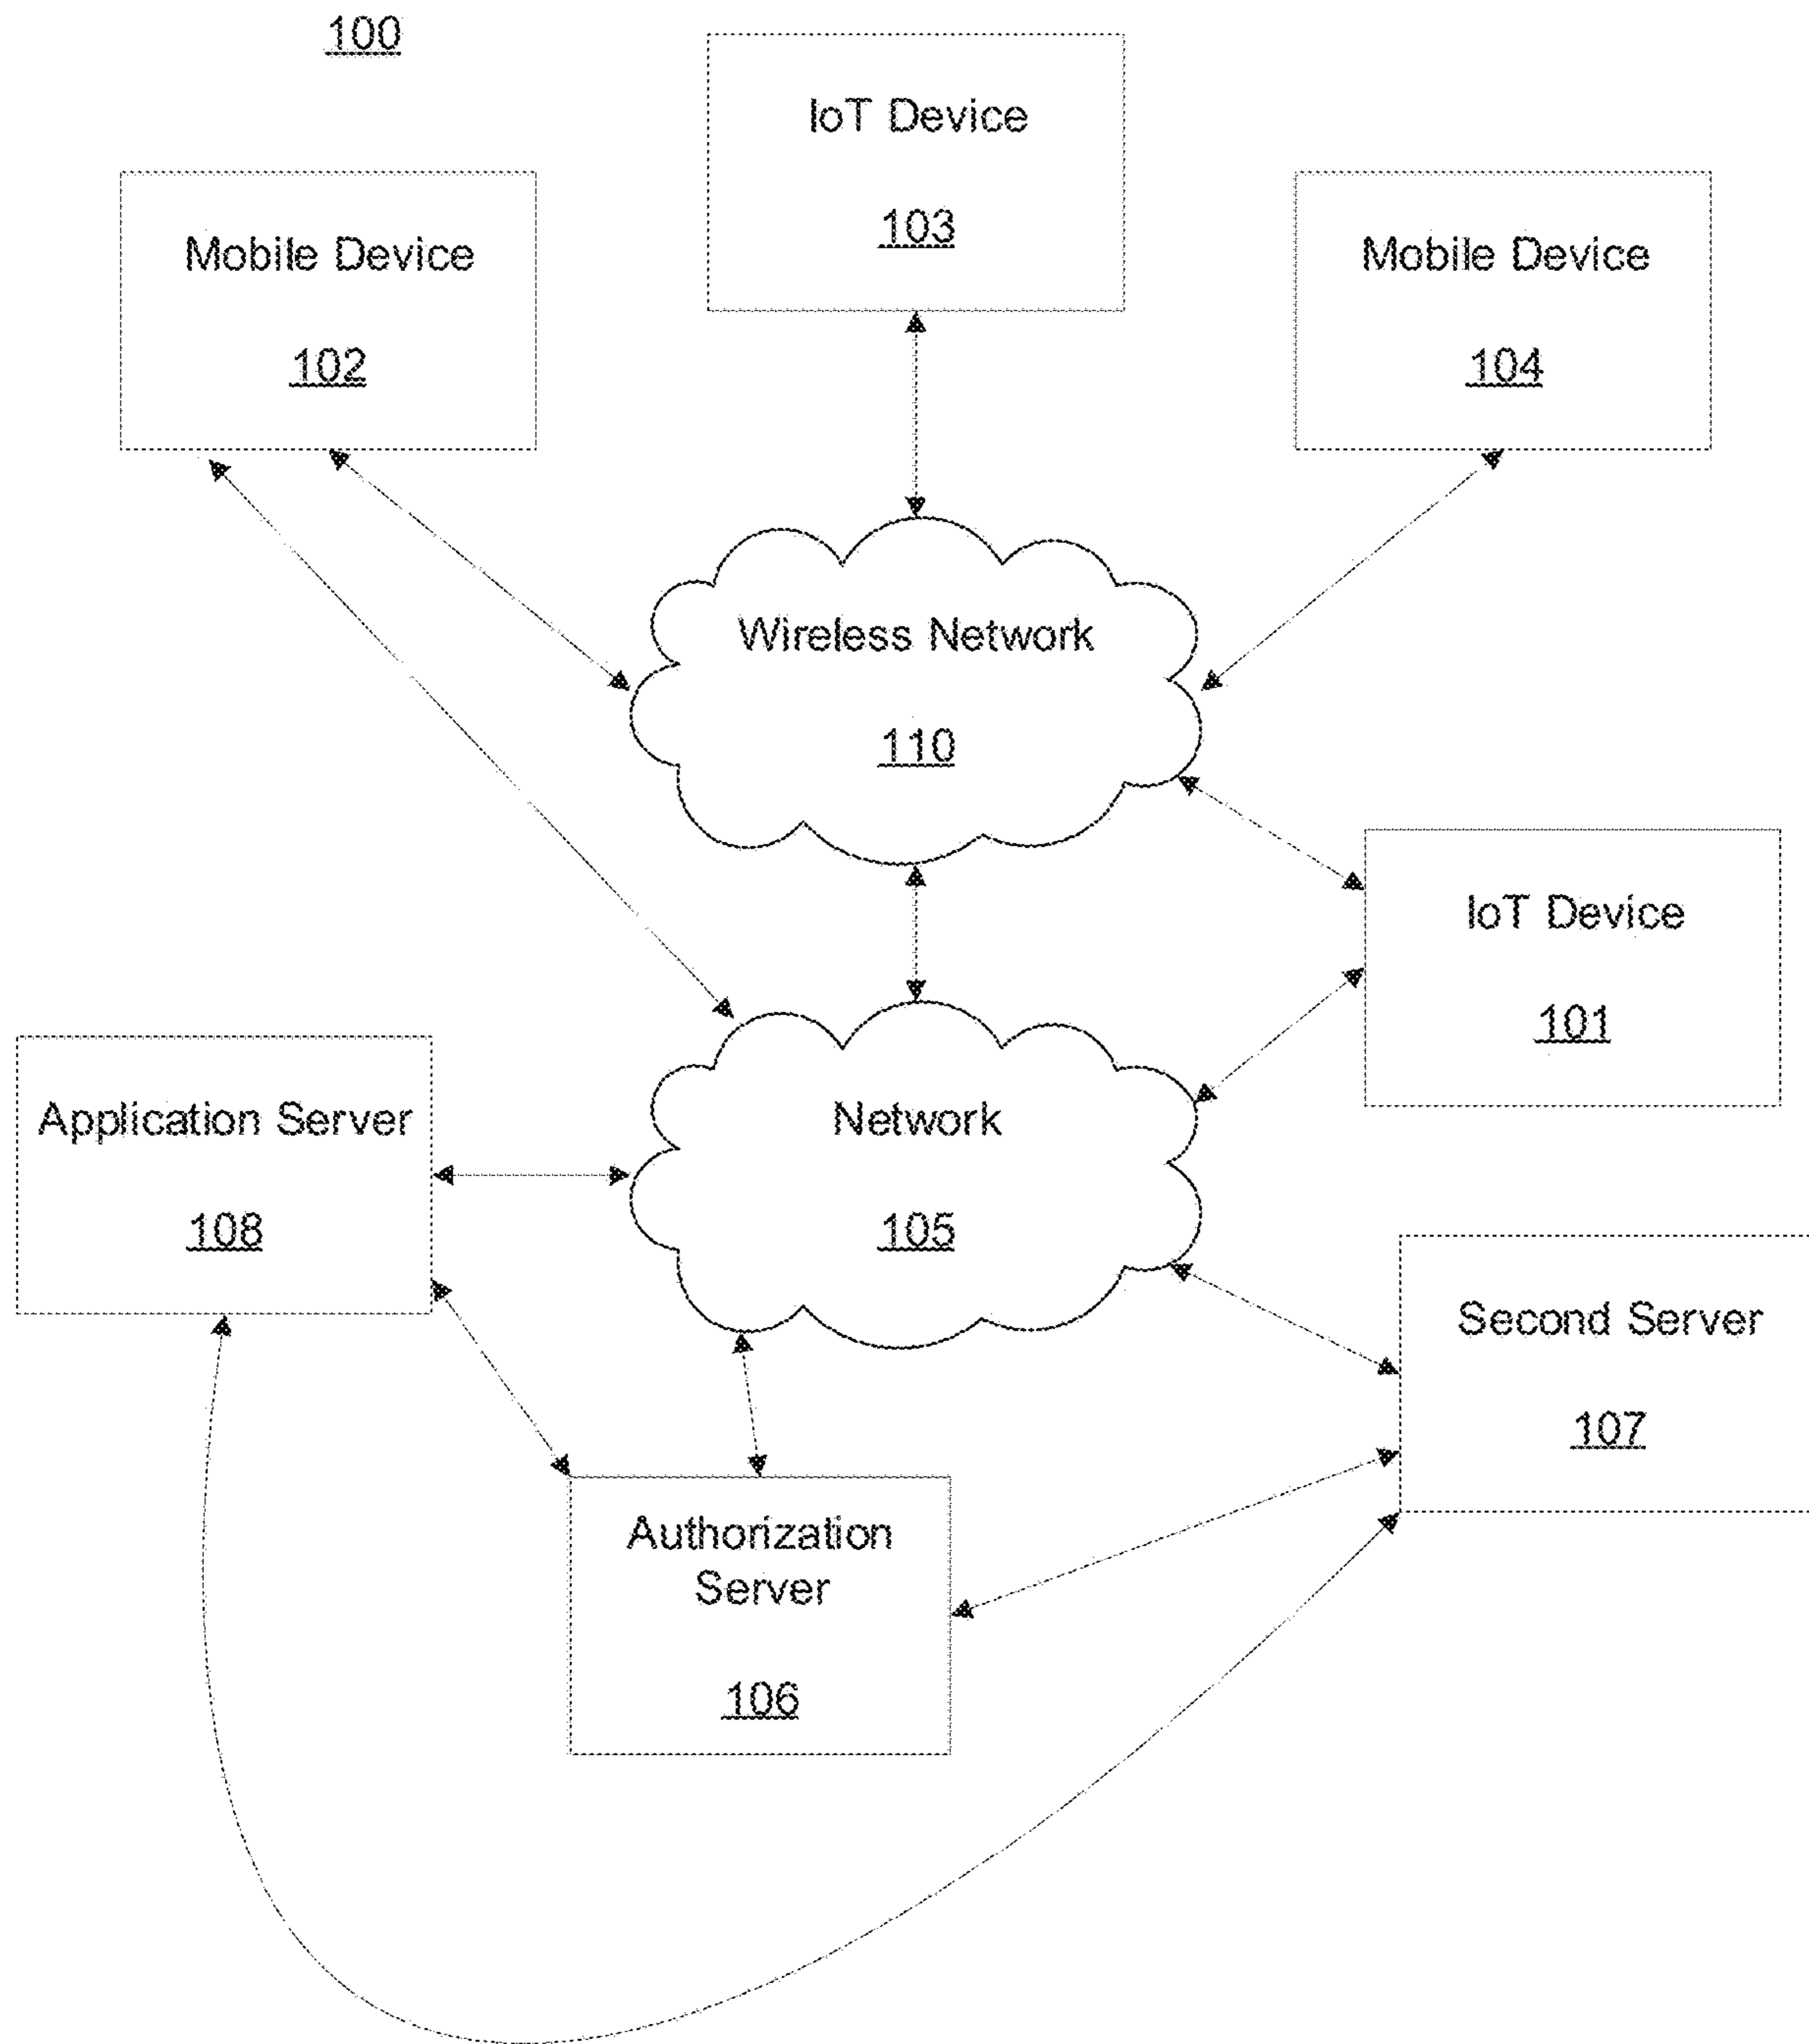 100
IoT Device
103
Mobile Device
102
Mobile Device
104
Wireless Network
110
IoT Device
101
Application Server
108
Network
105
Second Server
107
Authorization
Server
106